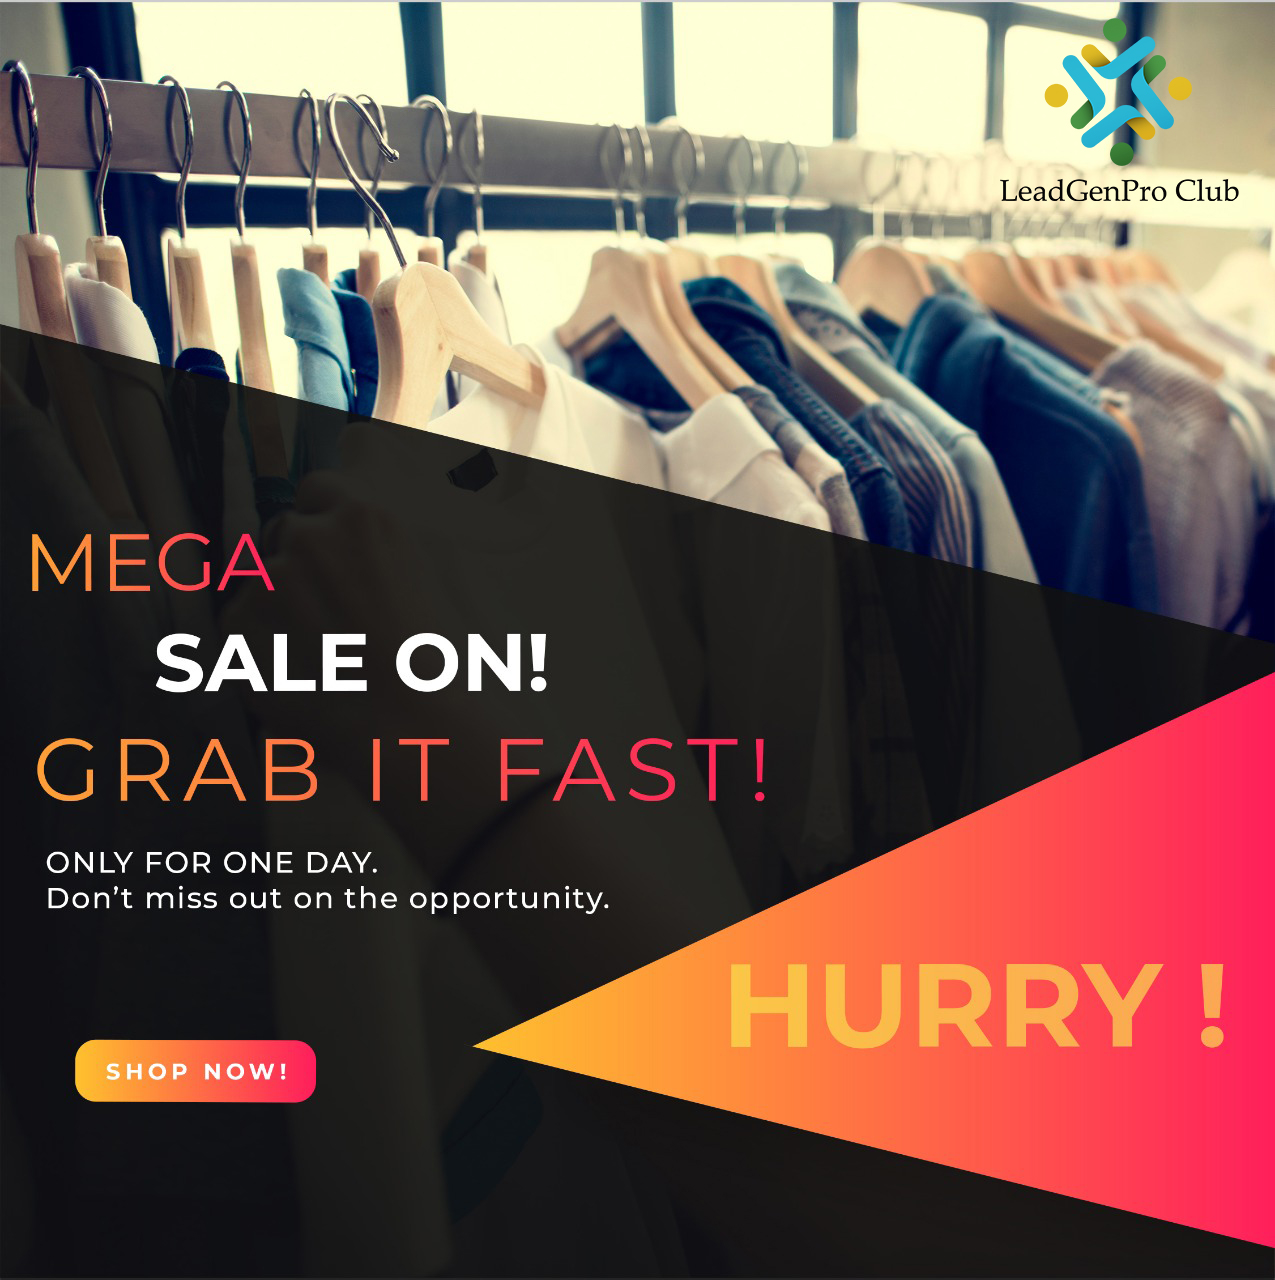 LeadGenPro Club
MEGA
SALE ON!
GRAB IT FAST!
ONLY FOR ONE DAY.
Don’t miss out on the opportunity.
HURRY !
SHOP NOW!